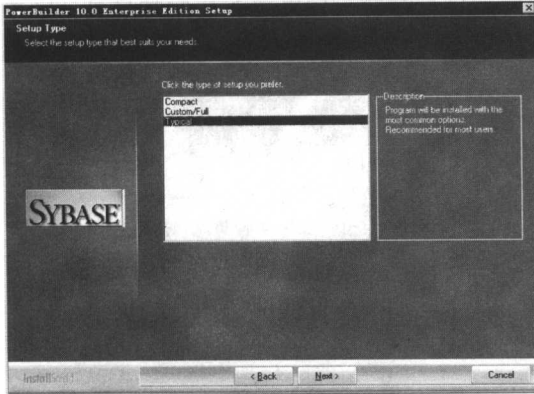 PowerBuilder 10.0 Enterprise Edition Setup
Setup Type
Select the setup type that best suits your needs.
Click the type of setup you prefer.
Compact
Custom/Full
Typical
Description
Program will be installed with the
most common options.
Recommended for most users.
SYBASE
InstallShield
< Back
Next >
Cancel